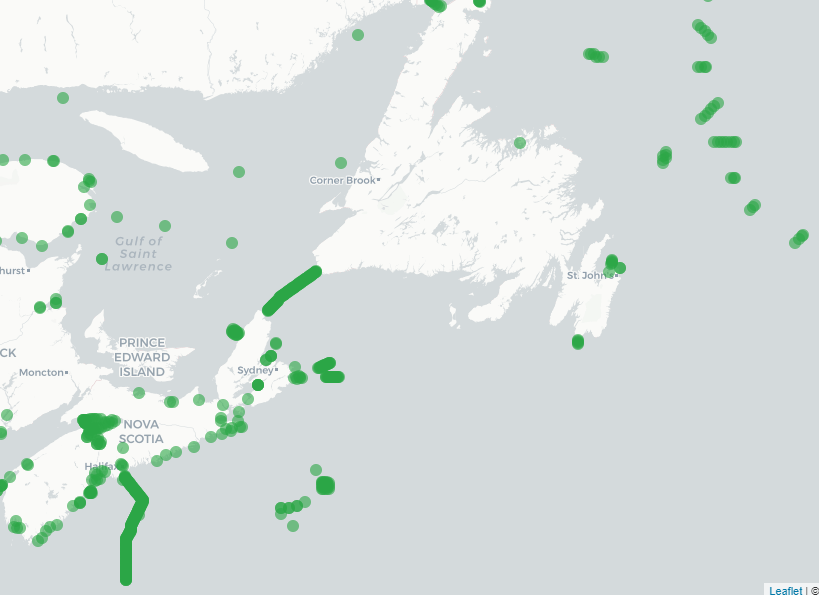 Corner Brook
Gulf of
Saint
Lawrence
hurst
St. John's
PRINCE
EDWARD
ISLAND
CK
Moncton
Sydney
NOVA
SCOTIA
Halifax
Leaflet | ©